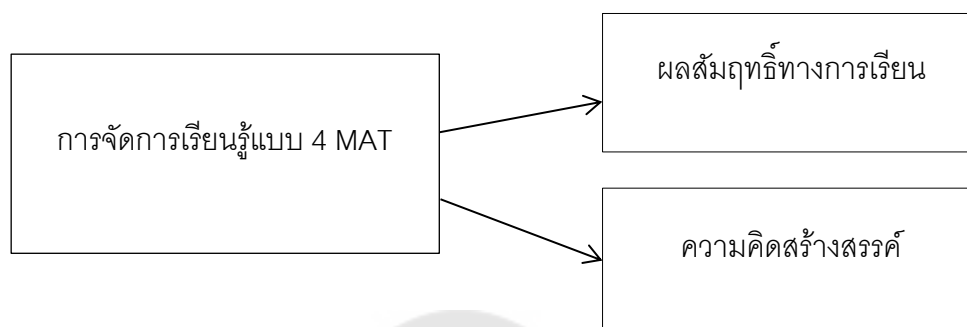 ผลสัมฤทธิ์ทางการเรียน
การจัดการเรียนรู้แบบ 4 MAT
ความคิดสร้างสรรค์